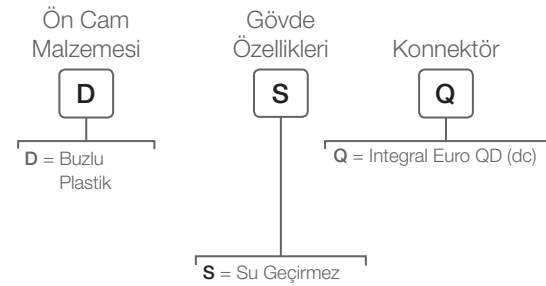 Ön Cam
Malzemesi
Gövde
Özellikleri
Konnektör
D
S
Q
D = Buzlu
Plastik
Q = Integral Euro QD (dc)
S = Su Geçirmez